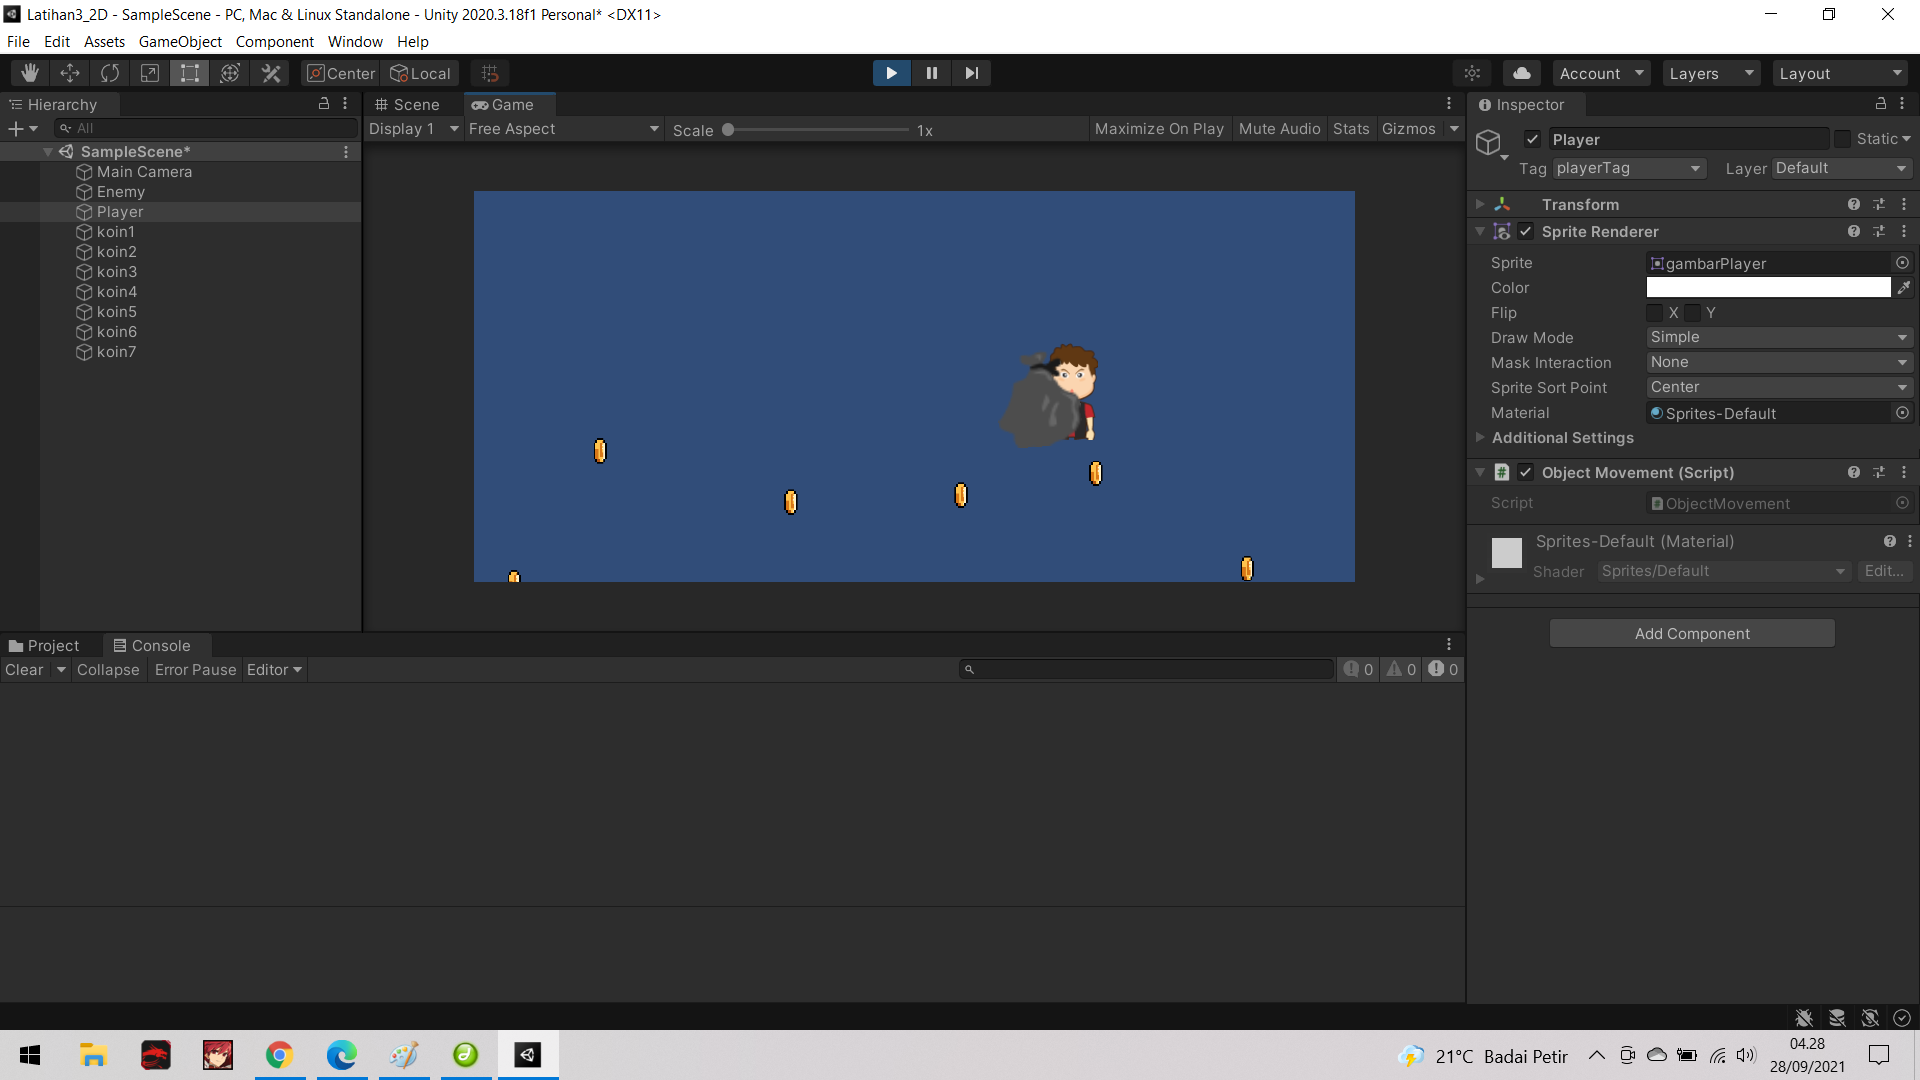 Latihan3_2D - SampleScene - PC, Mac & Linux Standalone - Unity 2020.3.18f1 Personal* <DX11>
File Edit Assets GameObject Component Window Help
Center Local Account Layers Layout
Hierarchy
All
SampleScene*
Main Camera
Enemy
Player
koin1
koin2
koin3
koin4
koin5
koin6
koin7
Scene Game
Display 1 Free Aspect Scale 1x Maximize On Play Mute Audio Stats Gizmos
Inspector
Player Static
Tag playerTag Layer Default
Transform
Sprite Renderer
Sprite gambarPlayer
Color
Flip X Y
Draw Mode Simple
Mask Interaction None
Sprite Sort Point Center
Material Sprites-Default
Additional Settings
# Object Movement (Script)
Script # ObjectMovement
Sprites-Default (Material)
Shader Sprites/Default Edit...
Add Component
Project Console
Clear Collapse Error Pause Editor 0 0 0
21°C Badai Petir
04.28
28/09/2021